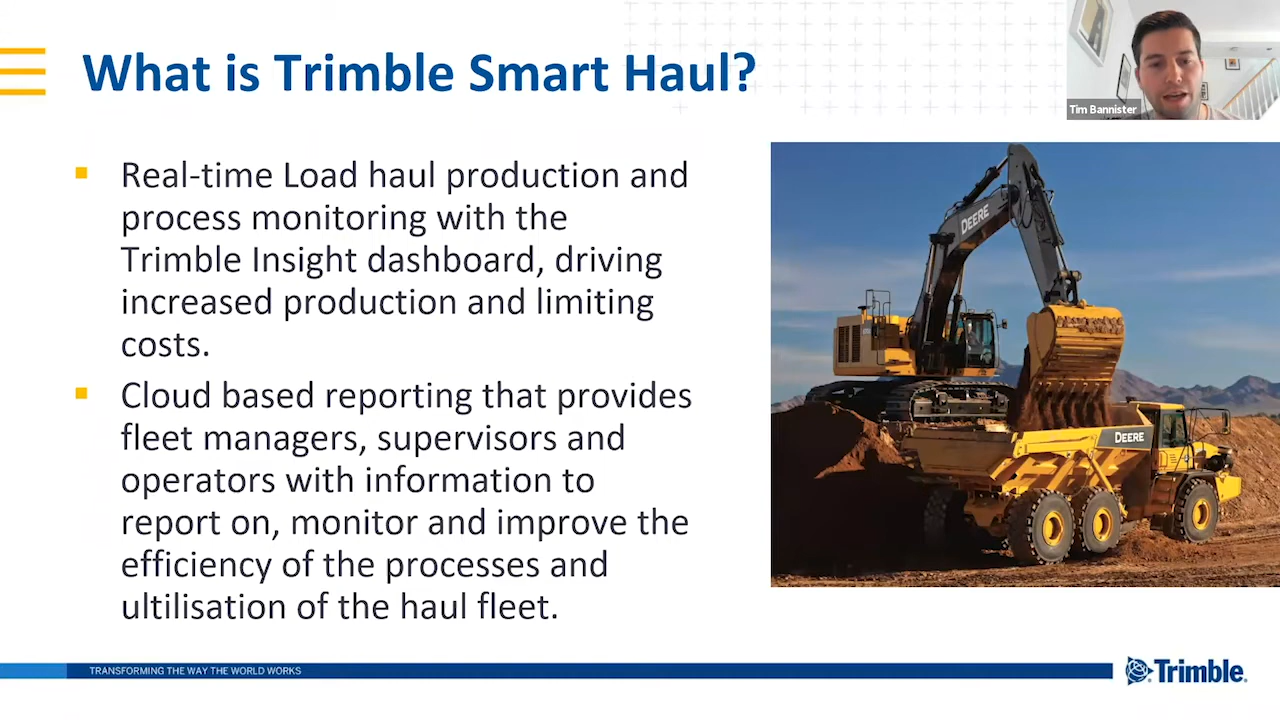 What is Trimble Smart Haul?
Tim Bannister
Real-time Load haul production and
process monitoring with the
Trimble Insight dashboard, driving
increased production and limiting
costs.
Cloud based reporting that provides
fleet managers, supervisors and
operators with information to
report on, monitor and improve the
efficiency of the processes and
ultilisation of the haul fleet.
DEERE
DEERE
TRANSFORMING THE WAY THE WORLD WORKS
Trimble